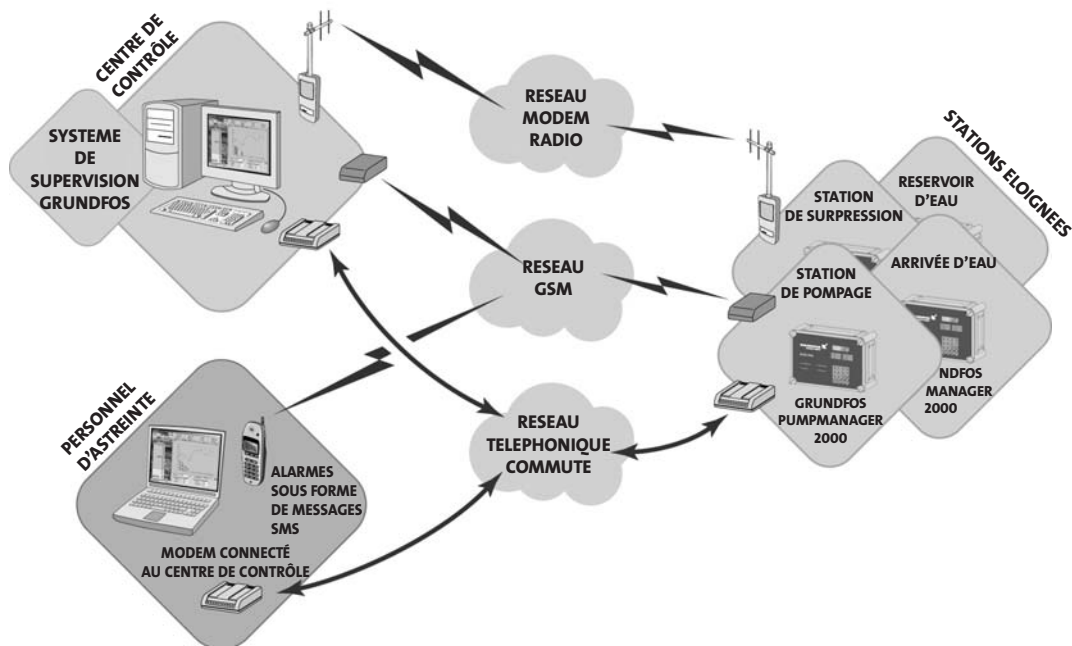 CENTRE DE
CONTRÔLE
SYSTEME
DE
SUPERVISION
GRUNDFOS
RESEAU
MODEM
RADIO
STATIONS ELOIGNEES
RESERVOIR
D'EAU
STATION
DE SURPRESSION
ARRIVÉE D'EAU
STATION
DE POMPAGE
RESEAU
GSM
NDFOS
MANAGER
2000
GRUNDFOS
PUMPMANAGER
2000
PERSONNEL
D'ASTREINTE
ALARMES
SOUS FORME
DE MESSAGES
SMS
MODEM CONNECTÉ
AU CENTRE DE CONTRÔLE
RESEAU
TELEPHONIQUE
COMMUTE